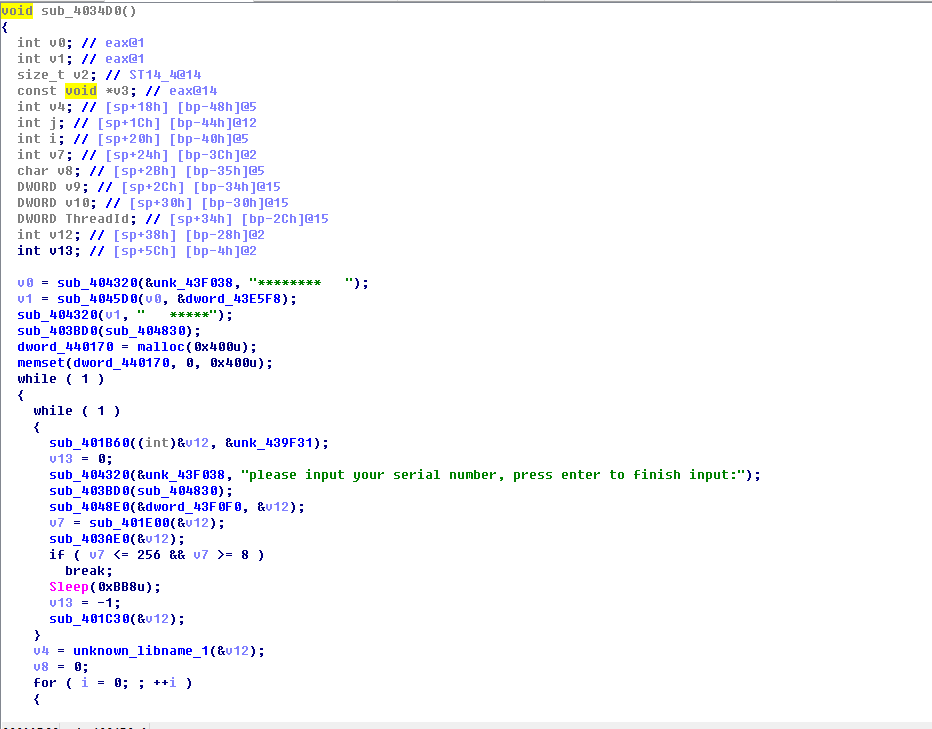 void sub_4034D0()
{
int v0; // eax@1
int v1; // eax@1
size_t v2; // ST14_4@14
const void *v3; // eax@14
int v4; // [sp+18h] [bp-48h]@5
int j; // [sp+1Ch] [bp-44h]@12
int i; // [sp+20h] [bp-40h]@5
int v7; // [sp+24h] [bp-3Ch]@2
char v8; // [sp+2Bh] [bp-35h]@5
DWORD v9; // [sp+2Ch] [bp-34h]@15
DWORD v10; // [sp+30h] [bp-30h]@15
DWORD ThreadId; // [sp+34h] [bp-2Ch]@15
int v12; // [sp+38h] [bp-28h]@2
int v13; // [sp+5Ch] [bp-4h]@2
v0 = sub_404320(&unk_43F038, "********   ");
v1 = sub_4045D0(v0, &dword_43E5F8);
sub_404320(v1, "   *****");
sub_403BD0(sub_404830);
dword_440170 = malloc(0x400u);
memset(dword_440170, 0, 0x400u);
while ( 1 )
{
while ( 1 )
{
sub_401B60((int)&v12, &unk_439F31);
v13 = 0;
sub_404320(&unk_43F038, "please input your serial number, press enter to finish input:");
sub_403BD0(sub_404830);
sub_4048E0(&dword_43F0F0, &v12);
v7 = sub_401E00(&v12);
sub_403AE0(&v12);
if ( v7 <= 256 && v7 >= 8 )
break;
Sleep(0xBB8u);
v13 = -1;
sub_401C30(&v12);
}
v4 = unknown_libname_1(&v12);
v8 = 0;
for ( i = 0; ; ++i )
{